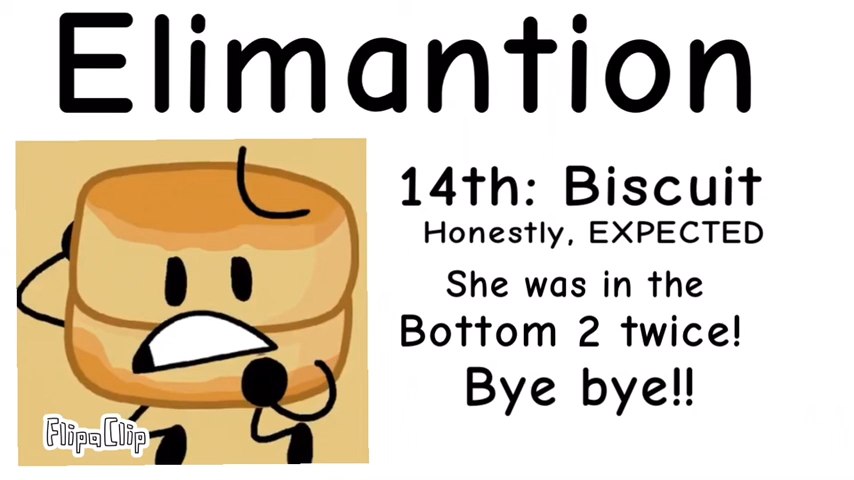 Elimantion
14th: Biscuit
Honestly, EXPECTED
She was in the
Bottom 2 twice!
Bye bye!!
FlipaClip